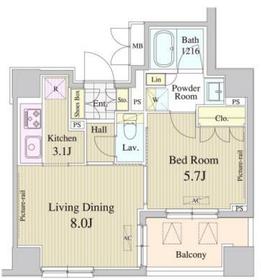 MB
Bath
1216
PS
R
Shoes Box
Ent.
Sto.
Lin
W
Powder
Room
PS
PS
Kitchen
3.1J
Hall
Lav.
Clo.
PS
Bed Room
5.7J
Picture-rail
Picture-rail
Living Dining
8.0J
AC
AC
Balcony
PS